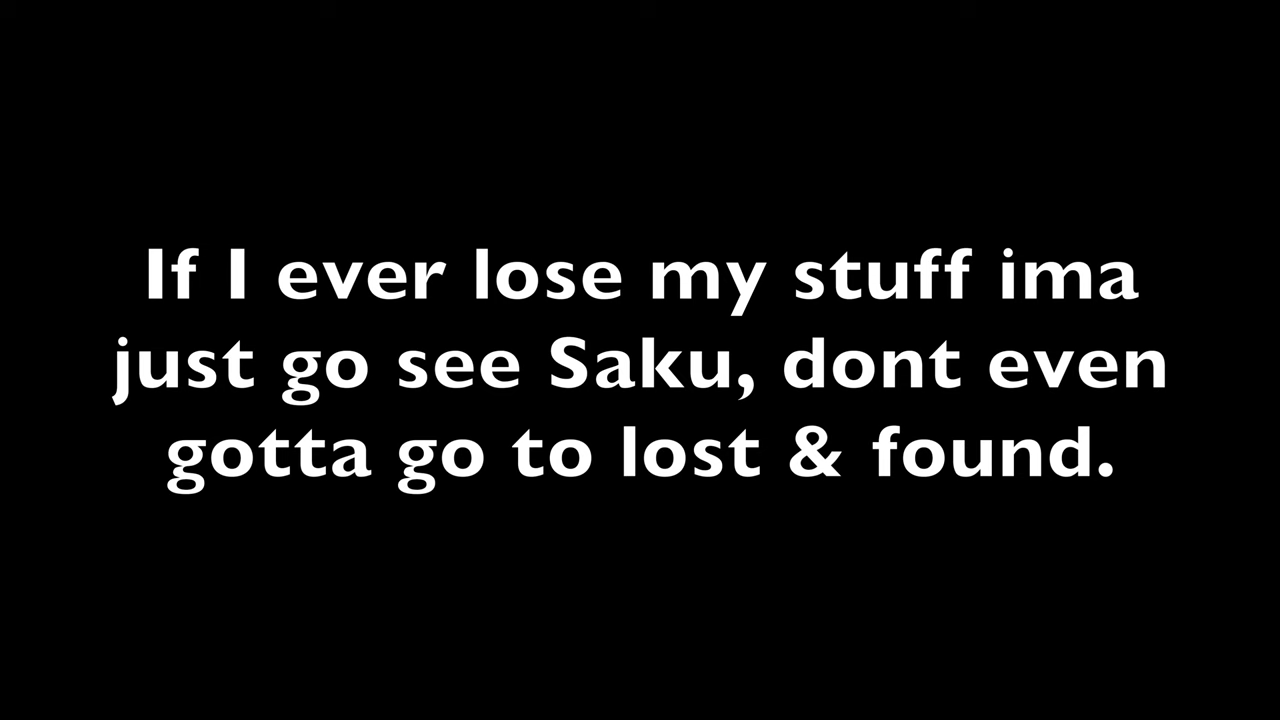 If I ever lose my stuff ima
just go see Saku, dont even
gotta go to lost & found.